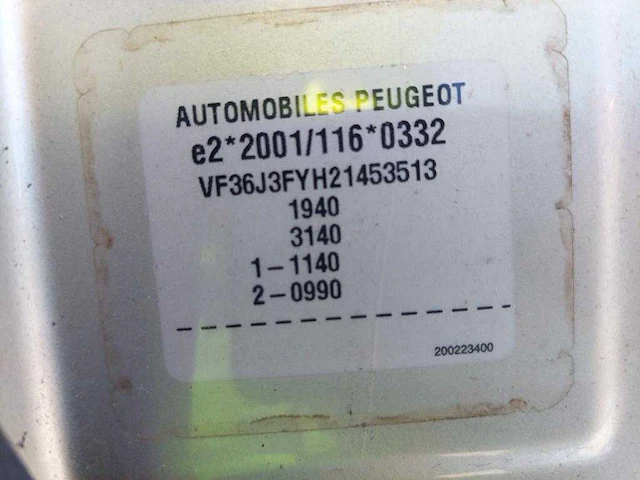 AUTOMOBILES PEUGEOT
e2*2001/116*0332
VF36J3FYH21453513
1940
3140
1-1140
2-0990
200223400